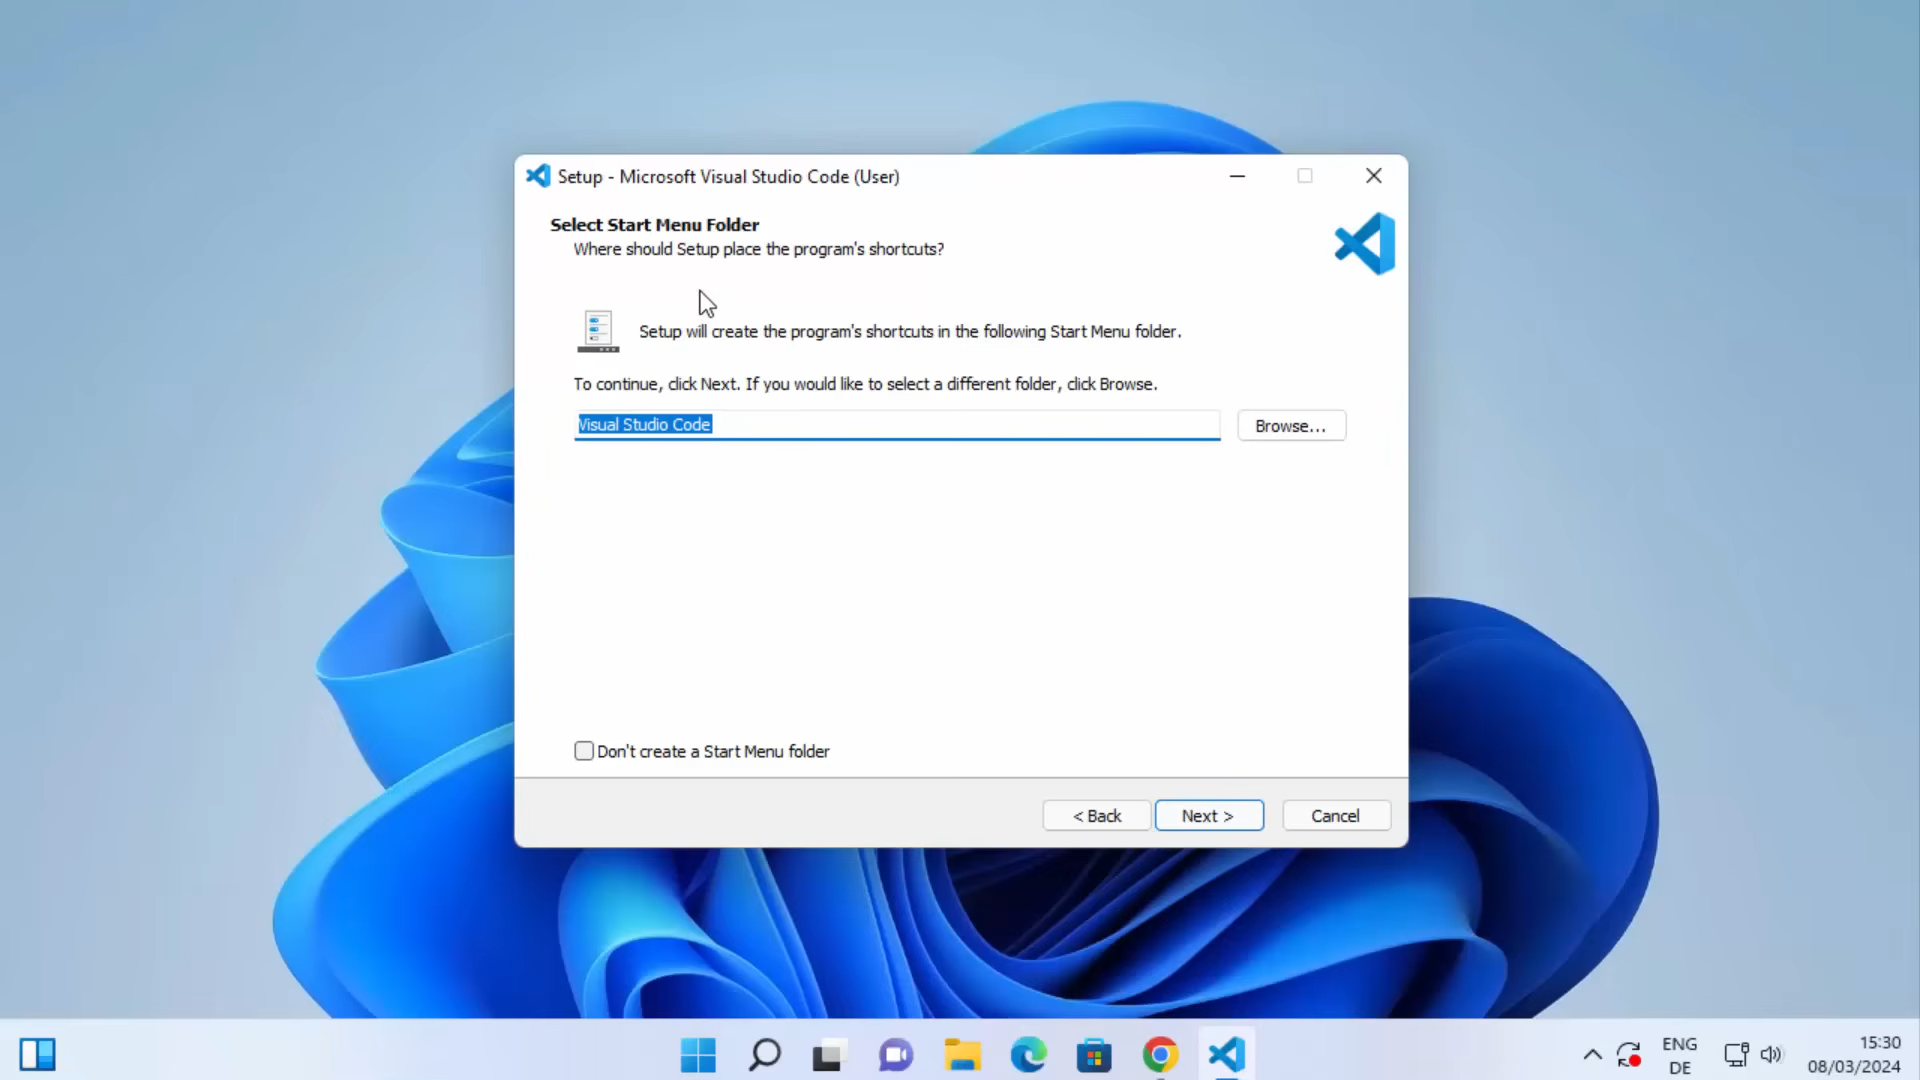 Setup - Microsoft Visual Studio Code (User)
Select Start Menu Folder
Where should Setup place the program's shortcuts?
Setup will create the program's shortcuts in the following Start Menu folder.
To continue, click Next. If you would like to select a different folder, click Browse.
Visual Studio Code
Browse...
Don't create a Start Menu folder
< Back
Next >
Cancel
ENG
DE
15:30
08/03/2024